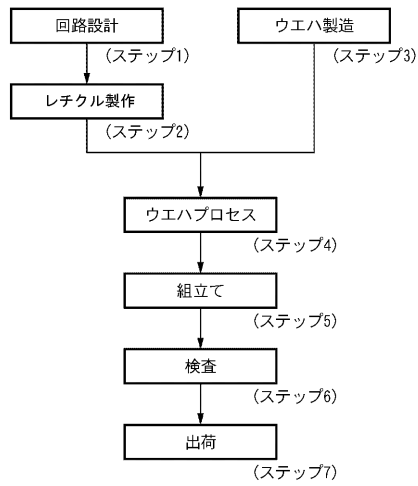 回路設計
(ステップ1)
ウエハ製造
(ステップ3)
レチクル製作
(ステップ2)
ウエハプロセス
(ステップ4)
組立て
(ステップ5)
検査
(ステップ6)
出荷
(ステップ7)